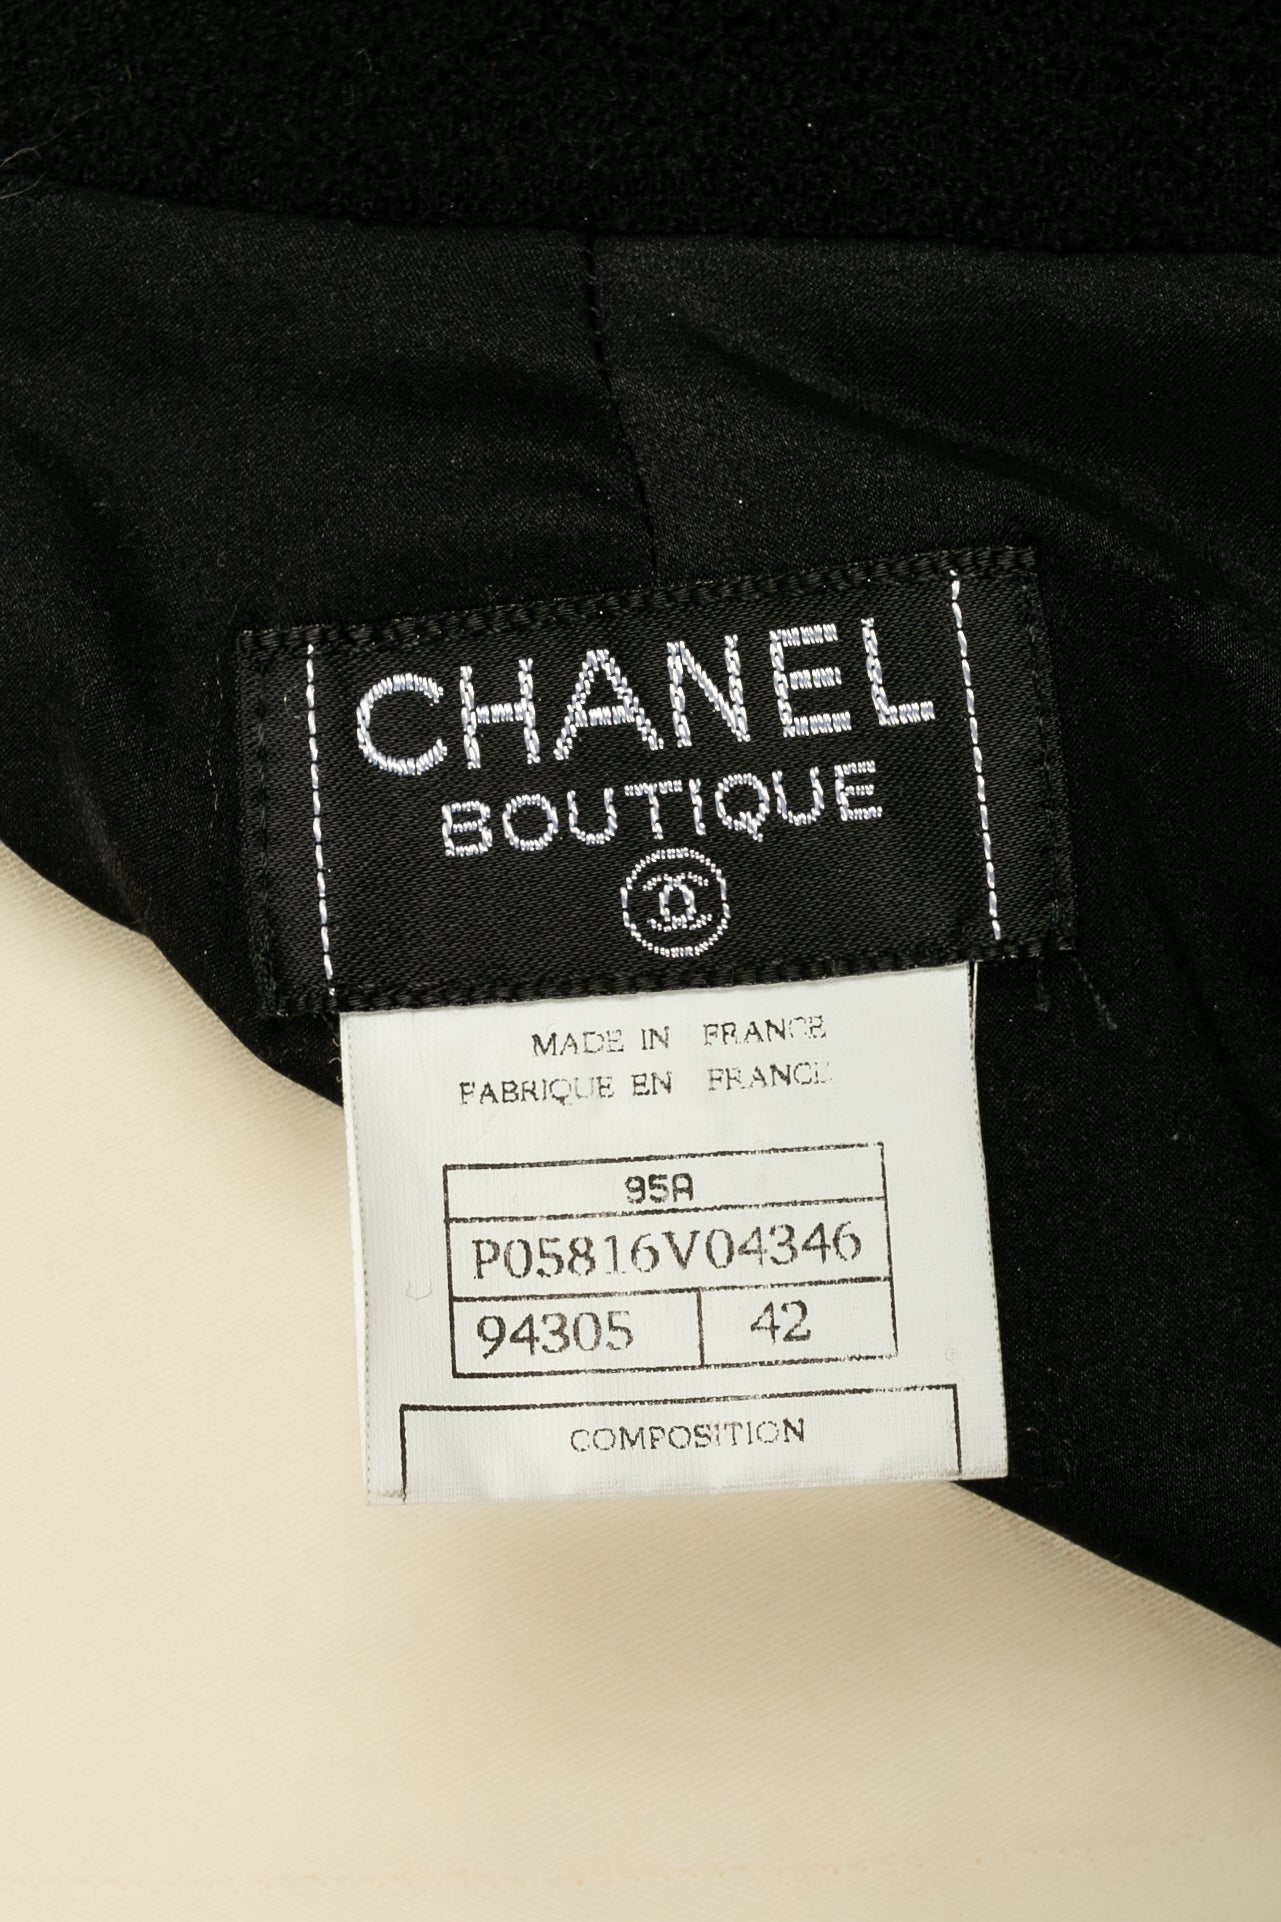 CHANEL
BOUTIQUE
MADE IN FRANCE
FABRIQUE EN FRANCE
95A
P05816V04346
94305 42
COMPOSITION